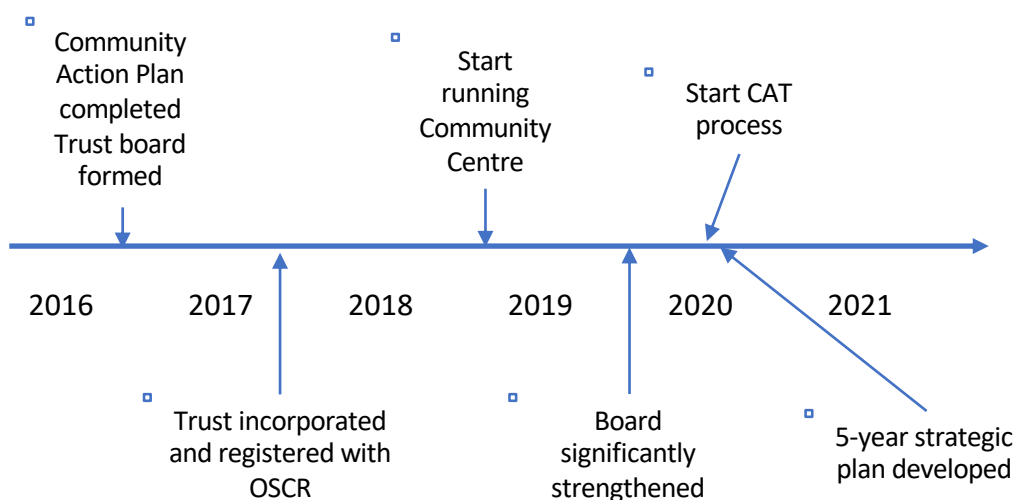 Community
Action Plan
completed
Trust board
formed
Start
running
Community
Centre
Start CAT
process
2016
2017
2018
2019
2020
2021
Trust incorporated
and registered with
OSCR
Board
significantly
strengthened
5-year strategic
plan developed